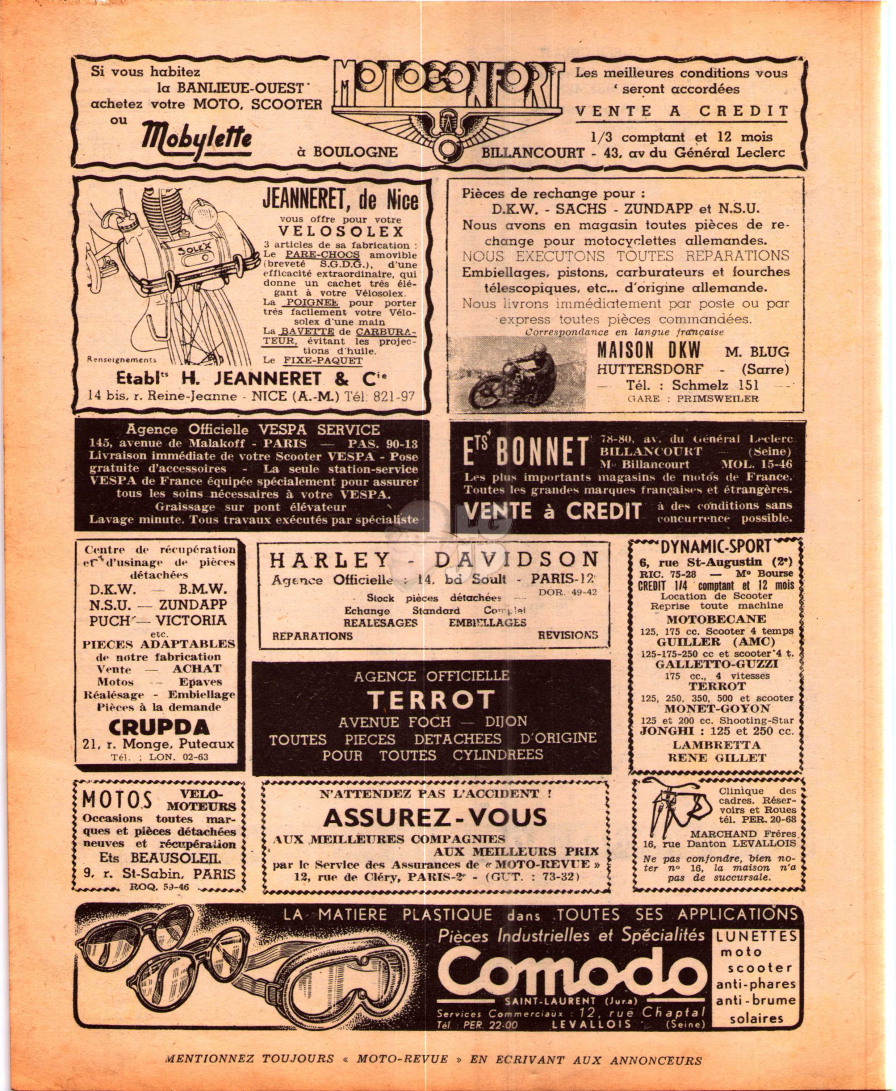 Si vous habitez
la BANLIEUE-OUEST
achetez votre MOTO, SCOOTER
ou
Mobylette
MOTOCONFORT
à BOULOGNE BILLANCOURT - 43, av du Général Leclerc
Les meilleures conditions vous
seront accordées
VENTE A CREDIT
1/3 comptant et 12 mois
JEANNERET, de Nice
vous offre pour votre
VELOSOLEX
3 articles de sa fabrication :
Le PARE-CHOCS amovible
(breveté S.G.D.G.), d'une
efficacité extraordinaire, qui
donne un cachet très élé-
gant à votre Vélosolex.
La POIGNEE pour porter
très facilement votre Vélo-
solex d'une main
La BAVETTE de CARBURA-
TEUR, évitant les projec-
tions d'huile.
Le FIXE-PAQUET
SOLEX
Renseignements
Etabl^ts H. JEANNERET & C^ie
14 bis, r. Reine-Jeanne - NICE (A.-M.) Tél. 821-97
Pièces de rechange pour :
D.K.W. - SACHS - ZUNDAPP et N.S.U.
Nous avons en magasin toutes pièces de re-
change pour motocyclettes allemandes.
NOUS EXECUTONS TOUTES REPARATIONS
Embiellages, pistons, carburateurs et fourches
télescopiques, etc... d'origine allemande.
Nous livrons immédiatement par poste ou par
express toutes pièces commandées.
Correspondance en langue française
MAISON DKW M. BLUG
HUTTERSDORF - (Sarre)
Tél. : Schmelz 151
GARE : PRIMSWEILER
Agence Officielle VESPA SERVICE
145, avenue de Malakoff - PARIS — PAS. 90-13
Livraison immédiate de votre Scooter VESPA - Pose
gratuite d'accessoires - La seule station-service
VESPA de France équipée spécialement pour assurer
tous les soins nécessaires à votre VESPA.
Graissage sur pont élévateur
Lavage minute. Tous travaux exécutés par spécialiste
E^TS BONNET
78-80, av. du Général Leclerc
BILLANCOURT — (Seine)
M° Billancourt MOL. 15-46
Les plus importants magasins de motos de France.
Toutes les grandes marques françaises et étrangères.
VENTE à CREDIT à des conditions sans
concurrence possible.
Centre de récupération
et d'usinage de pièces
détachées
D.K.W. — B.M.W.
N.S.U. — ZUNDAPP
PUCH — VICTORIA
etc.
PIECES ADAPTABLES
de notre fabrication
Vente — ACHAT
Motos — Epaves
Réalésage - Embiellage
Pièces à la demande
CRUPDA
21, r. Monge, Puteaux
Tél. : LON. 02-63
HARLEY - DAVIDSON
Agence Officielle : 14, bd Soult - PARIS-12^e
DOR. 49-42
Stock pièces détachées —
Echange Standard Complet
REALESAGES EMBIELLAGES
REPARATIONS REVISIONS
AGENCE OFFICIELLE
TERROT
AVENUE FOCH — DIJON
TOUTES PIECES DETACHEES D'ORIGINE
POUR TOUTES CYLINDREES
DYNAMIC-SPORT
6, rue St-Augustin (2^e)
RIC. 75-28 — M° Bourse
CREDIT 1/4 comptant et 12 mois
Location de Scooter
Reprise toute machine
MOTOBECANE
125, 175 cc. Scooter 4 temps
GUILLER (AMC)
125-175-250 cc et scooter 4 t.
GALLETTO-GUZZI
175 cc., 4 vitesses
TERROT
125, 250, 350, 500 et scooter
MONET-GOYON
125 et 200 cc. Shooting-Star
JONGHI : 125 et 250 cc.
LAMBRETTA
RENE GILLET
MOTOS VELO-
MOTEURS
Occasions toutes mar-
ques et pièces détachées
neuves et récupération
Ets BEAUSOLEIL
9, r. St-Sabin, PARIS
ROQ. 59-46
N'ATTENDEZ PAS L'ACCIDENT !
ASSUREZ-VOUS
AUX MEILLEURES COMPAGNIES
AUX MEILLEURS PRIX
par le Service des Assurances de « MOTO-REVUE »
12, rue de Cléry, PARIS-2^e - (GUT. : 73-32)
Clinique des
cadres. Réser-
voirs et Roues
tél. PER. 20-68
MARCHAND Frères
16, rue Danton LEVALLOIS
Ne pas confondre, bien no-
ter n° 16, la maison n'a
pas de succursale.
LA MATIERE PLASTIQUE dans TOUTES SES APPLICATIONS
Pièces Industrielles et Spécialités
Comodo
SAINT-LAURENT (Jura)
Services Commerciaux : 12, rue Chaptal
Tél PER 22-00 LEVALLOIS (Seine)
LUNETTES
moto
scooter
anti-phares
anti-brume
solaires
MENTIONNEZ TOUJOURS « MOTO-REVUE » EN ECRIVANT AUX ANNONCEURS